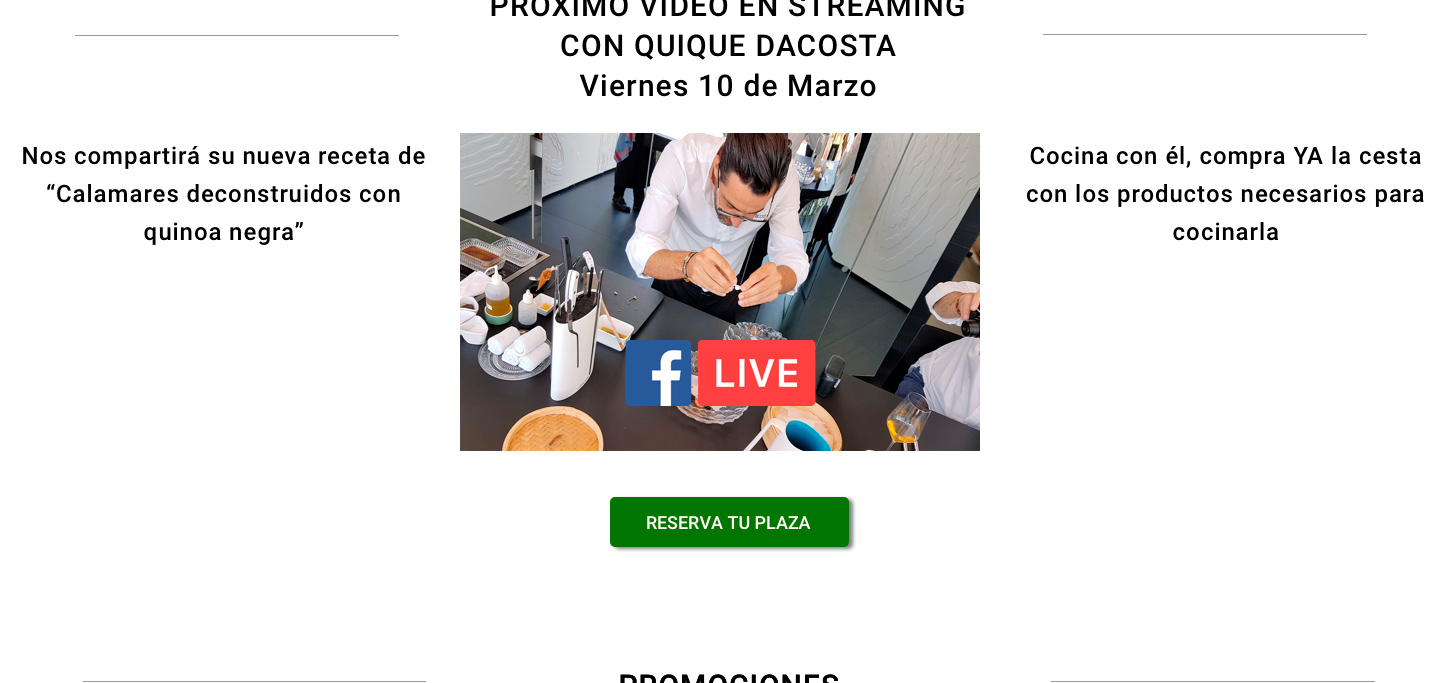 PRÓXIMO VÍDEO EN STREAMING
CON QUIQUE DACOSTA
Viernes 10 de Marzo
Nos compartirá su nueva receta de
“Calamares deconstruidos con
quinoa negra”
Cocina con él, compra YA la cesta
con los productos necesarios para
cocinarla
f LIVE
RESERVA TU PLAZA
PROMOCIONES